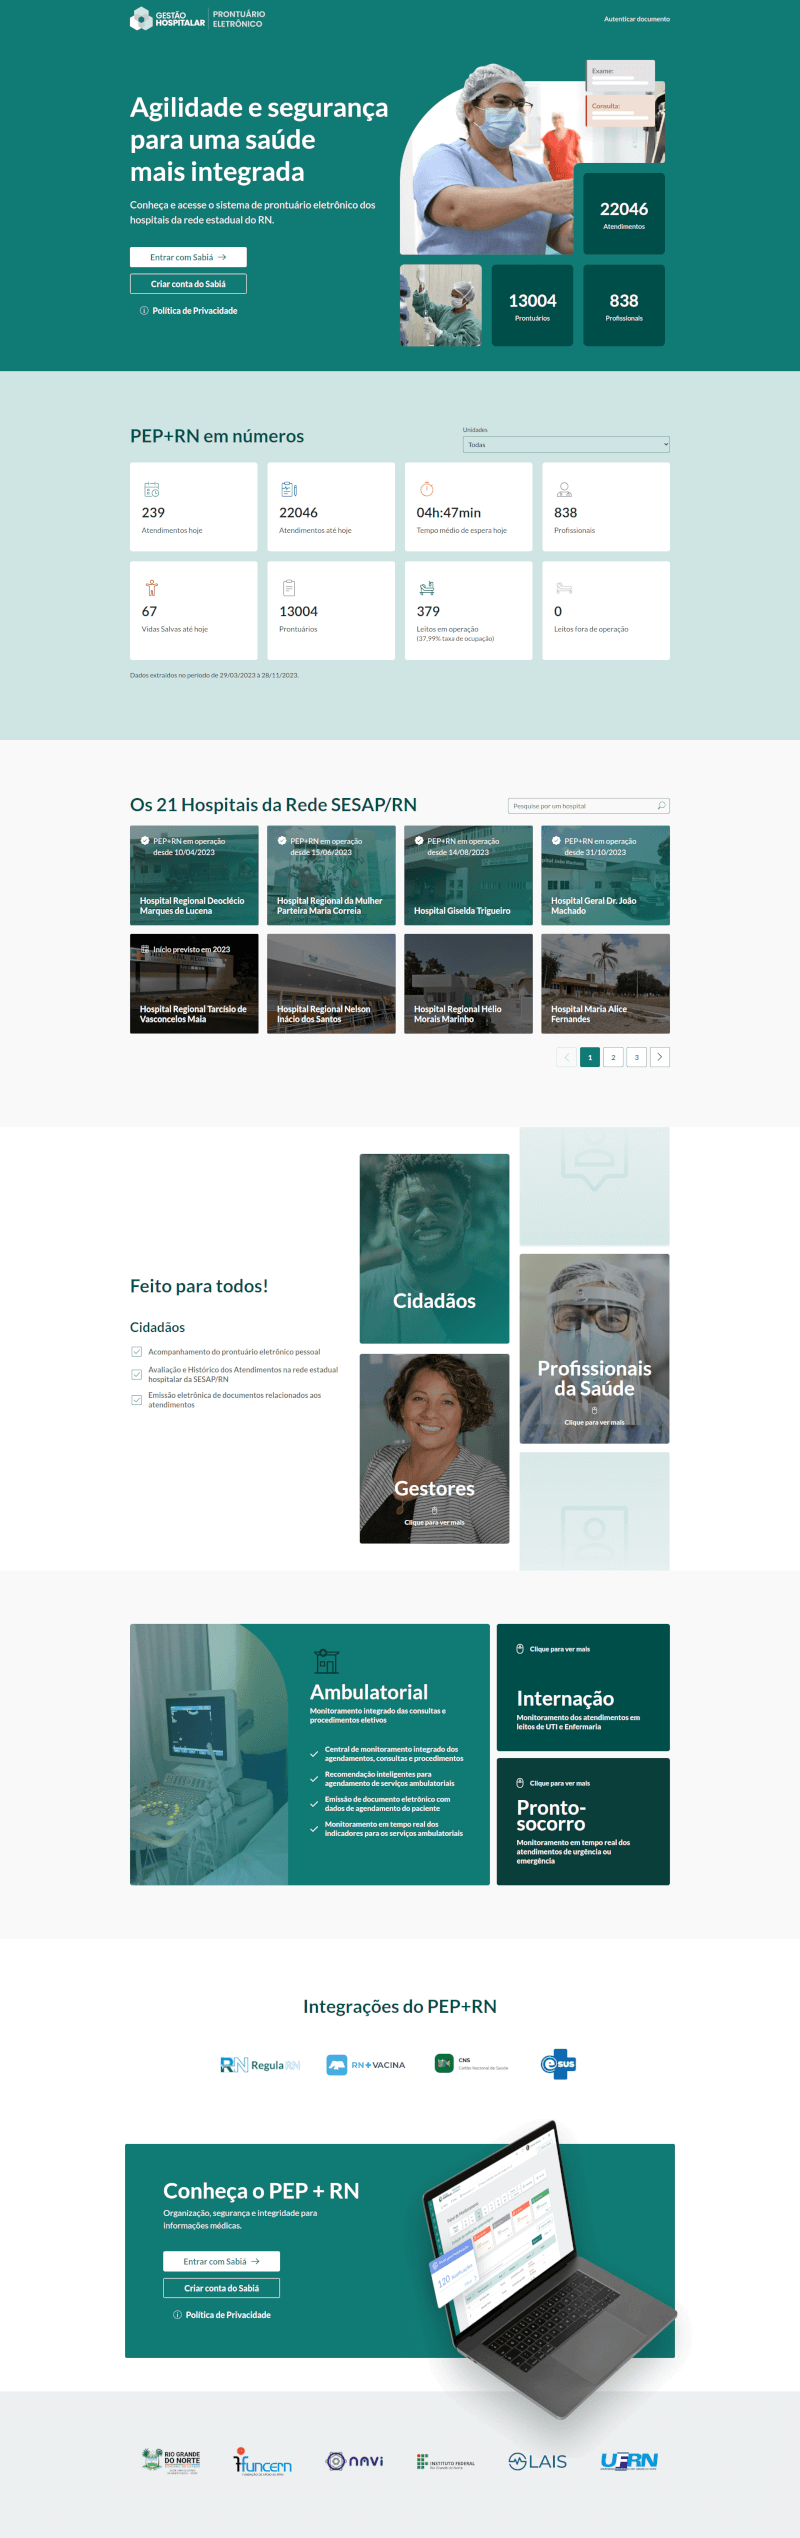 GESTÃO
HOSPITALAR
PRONTUÁRIO
ELETRÔNICO
Autenticar documento
Agilidade e segurança
para uma saúde
mais integrada
Conheça e acesse o sistema de prontuário eletrônico dos
hospitais da rede estadual do RN.
Entrar com Sabiá
Criar conta do Sabiá
Política de Privacidade
Exame:
Consulta:
22046
Atendimentos
13004
Prontuários
838
Profissionais
PEP+RN em números
Unidades
Todas
239
Atendimentos hoje
22046
Atendimentos até hoje
04h:47min
Tempo médio de espera hoje
838
Profissionais
67
Vidas Salvas até hoje
13004
Prontuários
379
Leitos em operação
(37,99% taxa de ocupação)
0
Leitos fora de operação
Dados extraídos no período de 29/03/2023 à 28/11/2023.
Os 21 Hospitais da Rede SESAP/RN
Pesquise por um hospital
PEP+RN em operação
desde 10/04/2023
Hospital Regional Deoclécio
Marques de Lucena
PEP+RN em operação
desde 15/06/2023
Hospital Regional da Mulher
Parteira Maria Correia
PEP+RN em operação
desde 14/08/2023
Hospital Giselda Trigueiro
PEP+RN em operação
desde 31/10/2023
Hospital Geral Dr. João
Machado
Início previsto em 2023
Hospital Regional Tarcísio de
Vasconcelos Maia
Hospital Regional Nelson
Inácio dos Santos
Hospital Regional Hélio
Morais Marinho
Hospital Maria Alice
Fernandes
1
2
3
Feito para todos!
Cidadãos
Acompanhamento do prontuário eletrônico pessoal
Avaliação e Histórico dos Atendimentos na rede estadual
hospitalar da SESAP/RN
Emissão eletrônica de documentos relacionados aos
atendimentos
Cidadãos
Gestores
Clique para ver mais
Profissionais
da Saúde
Clique para ver mais
Ambulatorial
Monitoramento integrado das consultas e
procedimentos eletivos
Central de monitoramento integrado dos
agendamentos, consultas e procedimentos
Recomendação inteligentes para
agendamento de serviços ambulatoriais
Emissão de documento eletrônico com
dados de agendamento do paciente
Monitoramento em tempo real dos
indicadores para os serviços ambulatoriais
Clique para ver mais
Internação
Monitoramento dos atendimentos em
leitos de UTI e Enfermaria
Clique para ver mais
Pronto-
socorro
Monitoramento em tempo real dos
atendimentos de urgência ou
emergência
Integrações do PEP+RN
RN RegulaRN
RN+VACINA
CNS
Cartão Nacional de Saúde
e-SUS
Conheça o PEP + RN
Organização, segurança e integridade para
informações médicas.
Entrar com Sabiá
Criar conta do Sabiá
Política de Privacidade
120
RIO GRANDE
DO NORTE
funcern
NAVI
INSTITUTO FEDERAL
Rio Grande do Norte
LAIS
UFRN